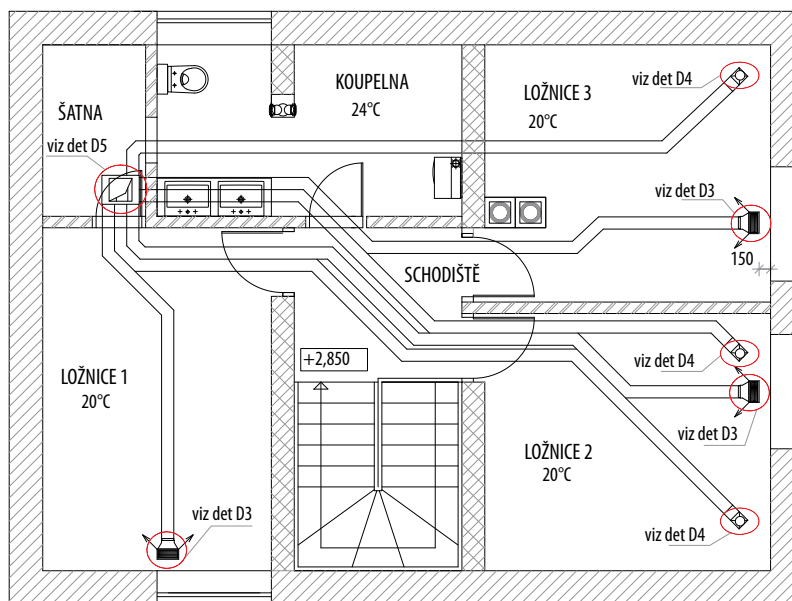 KOUPELNA
24°C
LOŽNICE 3
20°C
viz det D4
ŠATNA
viz det D5
viz det D3
150
SCHODIŠTĚ
+2,850
viz det D4
LOŽNICE 1
20°C
viz det D3
LOŽNICE 2
20°C
viz det D3
viz det D4